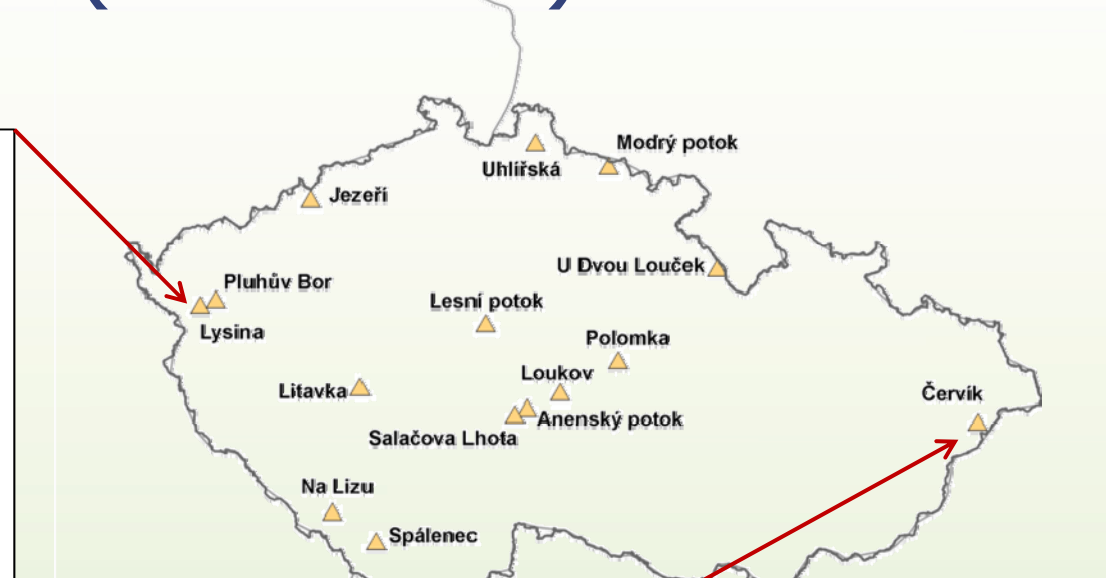 Modrý potok
Uhlířská
Jezeří
U Dvou Louček
Pluhův Bor
Lesní potok
Lysina
Polomka
Loukov
Litavka
Červík
Anenský potok
Salačova Lhota
Na Lizu
Spálenec